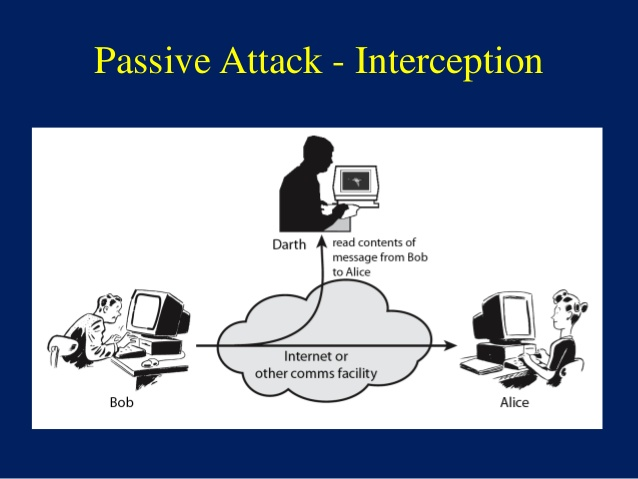 Passive Attack - Interception
Darth
read contents of
message from Bob
to Alice
Internet or
other comms facility
Bob
Alice